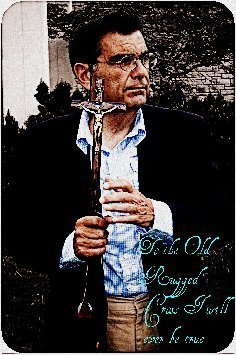 To the Old
Rugged
Cross I will
ever be true